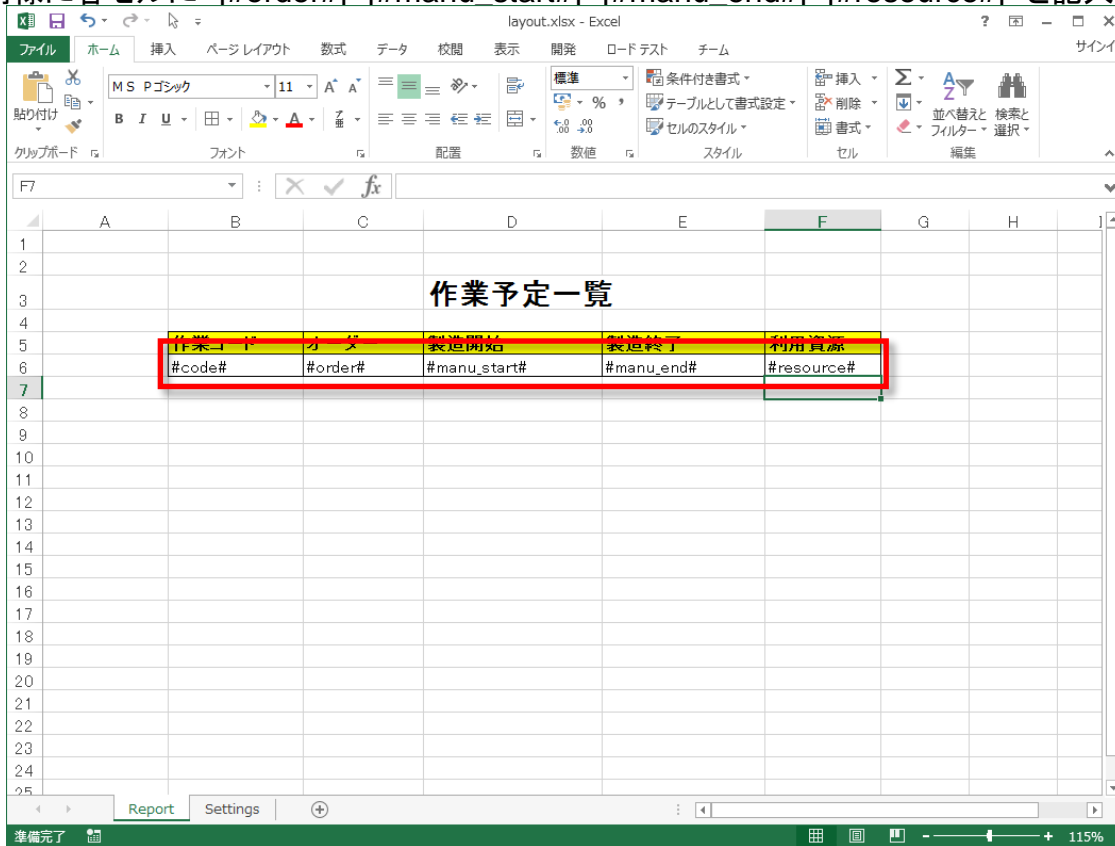 layout.xlsx - Excel
ファイル ホーム 挿入 ページ レイアウト 数式 データ 校閲 表示 開発 ロード テスト チーム サインイ
MS Pゴシック 11 標準 条件付き書式 挿入
貼り付け B I U A % テーブルとして書式設定 削除 並べ替えと フィルター 検索と 選択
セルのスタイル 書式
クリップボード フォント 配置 数値 スタイル セル 編集
F7 fx
A B C D E F G H I
1
2
3 作業予定一覧
4
5 作業コード オーダー 製造開始 製造終了 利用資源
6 #code# #order# #manu_start# #manu_end# #resource#
7
8
9
10
11
12
13
14
15
16
17
18
19
20
21
22
23
24
25
Report Settings
準備完了 115%